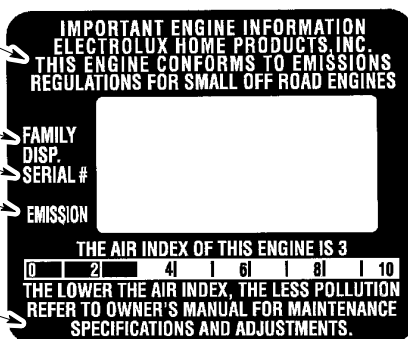 IMPORTANT ENGINE INFORMATION
ELECTROLUX HOME PRODUCTS, INC.
THIS ENGINE CONFORMS TO EMISSIONS
REGULATIONS FOR SMALL OFF ROAD ENGINES
FAMILY
DISP.
SERIAL #
EMISSION
THE AIR INDEX OF THIS ENGINE IS 3
0 2 4 6 8 10
THE LOWER THE AIR INDEX, THE LESS POLLUTION
REFER TO OWNER'S MANUAL FOR MAINTENANCE
SPECIFICATIONS AND ADJUSTMENTS.